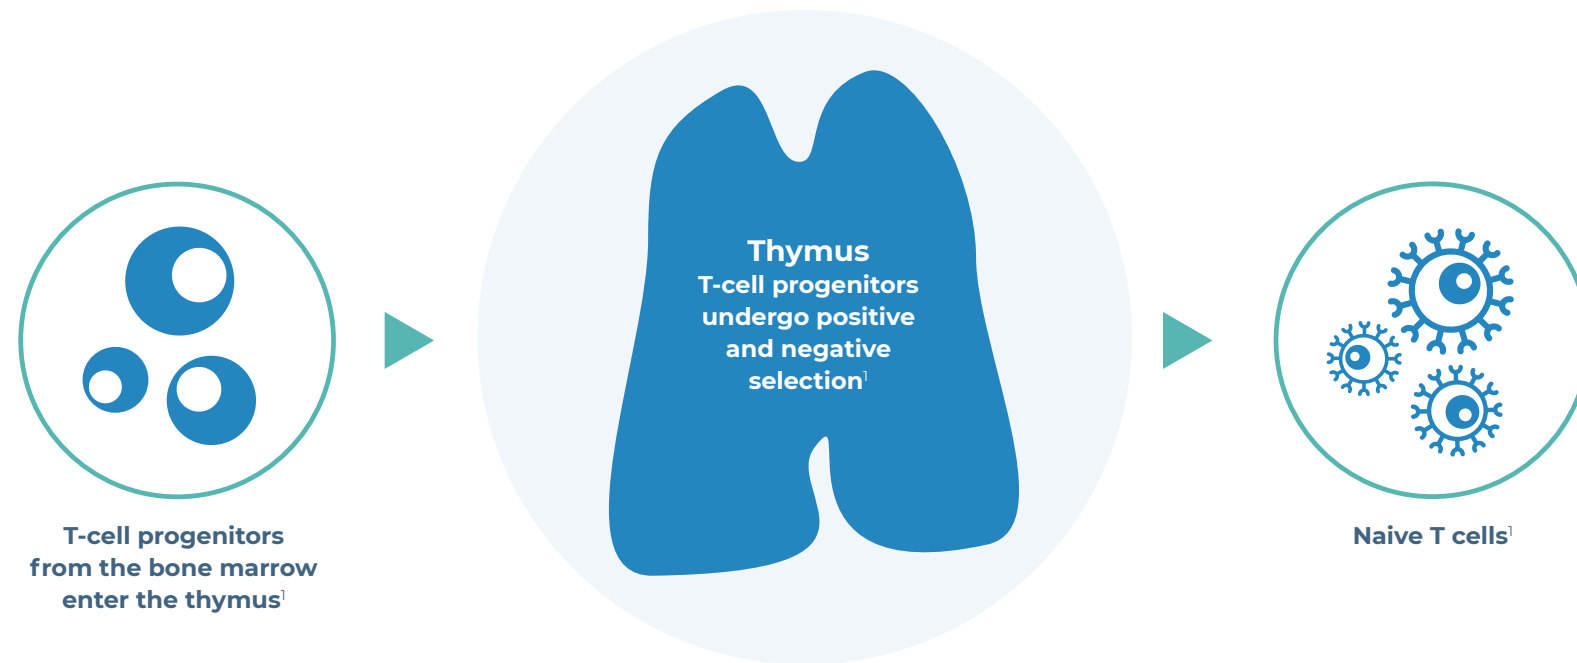 Thymus
T-cell progenitors
undergo positive
and negative
selection¹
T-cell progenitors
from the bone marrow
enter the thymus¹
Naive T cells¹